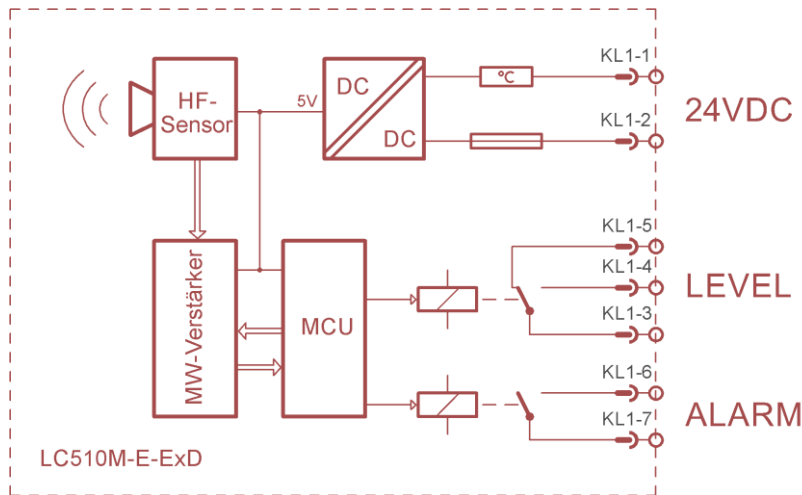 HF-
Sensor
5V
DC
DC
°C
KL1-1
KL1-2
24VDC
MW-Verstärker
MCU
KL1-5
KL1-4
KL1-3
LEVEL
KL1-6
KL1-7
ALARM
LC510M-E-ExD